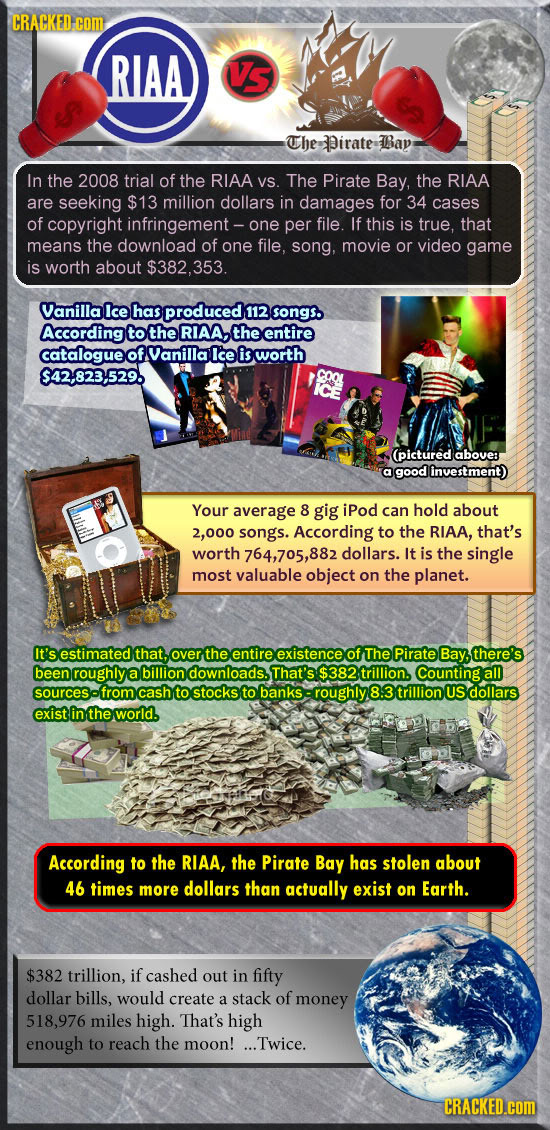 CRACKED.com
RIAA
VS
$
$
The Pirate Bay
In the 2008 trial of the RIAA vs. The Pirate Bay, the RIAA
are seeking $13 million dollars in damages for 34 cases
of copyright infringement – one per file. If this is true, that
means the download of one file, song, movie or video game
is worth about $382,353.
Vanilla Ice has produced 112 songs.
According to the RIAA, the entire
catalogue of Vanilla Ice is worth
$42,823,529.
COOL
AS
ICE
(pictured above:
a good investment)
Your average 8 gig iPod can hold about
2,000 songs. According to the RIAA, that's
worth 764,705,882 dollars. It is the single
most valuable object on the planet.
It's estimated that, over the entire existence of The Pirate Bay, there's
been roughly a billion downloads. That's $382 trillion. Counting all
sources - from cash to stocks to banks - roughly 8.3 trillion US dollars
exist in the world.
According to the RIAA, the Pirate Bay has stolen about
46 times more dollars than actually exist on Earth.
$382 trillion, if cashed out in fifty
dollar bills, would create a stack of money
518,976 miles high. That's high
enough to reach the moon! ...Twice.
CRACKED.com